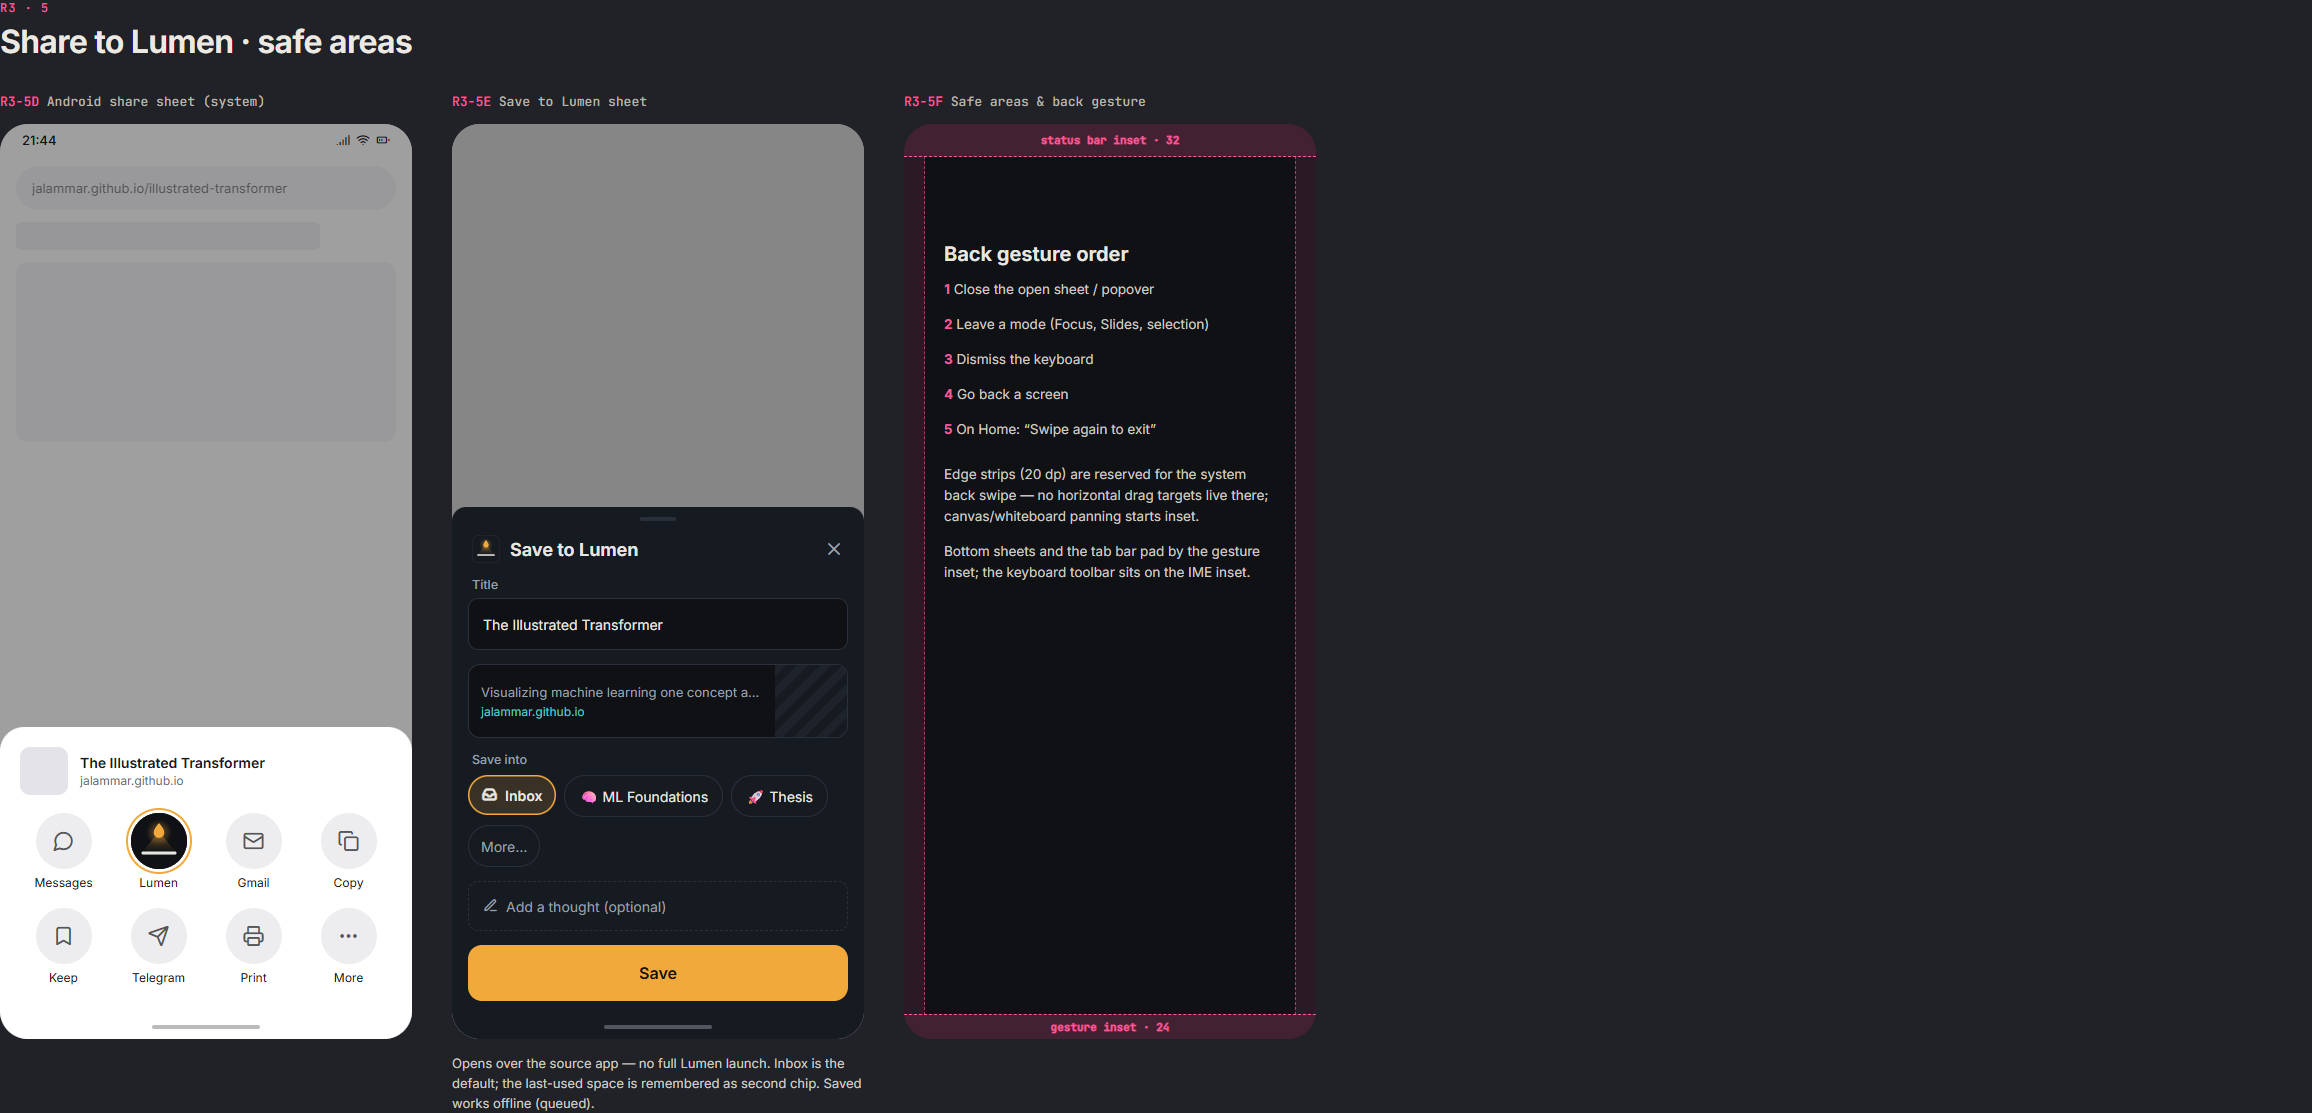 R3 · 5
Share to Lumen · safe areas
R3-5D Android share sheet (system)
21:44
jalammar.github.io/illustrated-transformer
The Illustrated Transformer
jalammar.github.io
Messages
Lumen
Gmail
Copy
Keep
Telegram
Print
More
R3-5E Save to Lumen sheet
Save to Lumen
Title
The Illustrated Transformer
Visualizing machine learning one concept a...
jalammar.github.io
Save into
Inbox
ML Foundations
Thesis
More...
Add a thought (optional)
Save
Opens over the source app — no full Lumen launch. Inbox is the
default; the last-used space is remembered as second chip. Saved
works offline (queued).
R3-5F Safe areas & back gesture
status bar inset · 32
Back gesture order
1 Close the open sheet / popover
2 Leave a mode (Focus, Slides, selection)
3 Dismiss the keyboard
4 Go back a screen
5 On Home: “Swipe again to exit”
Edge strips (20 dp) are reserved for the system
back swipe — no horizontal drag targets live there;
canvas/whiteboard panning starts inset.
Bottom sheets and the tab bar pad by the gesture
inset; the keyboard toolbar sits on the IME inset.
gesture inset · 24